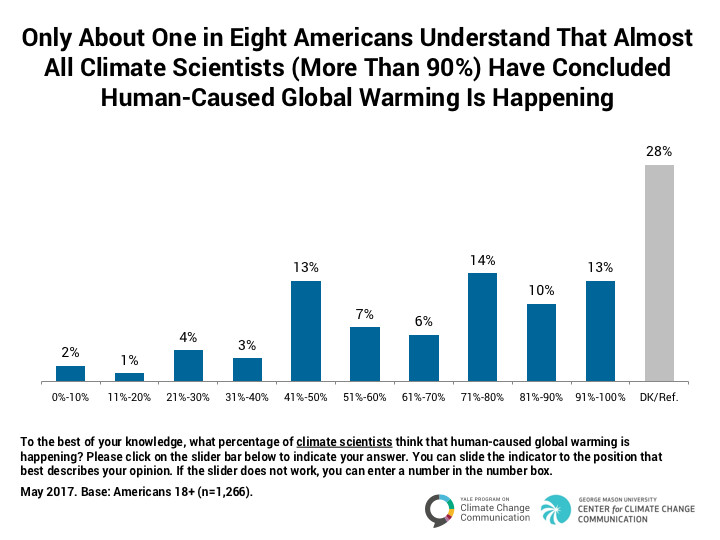 Only About One in Eight Americans Understand That Almost
All Climate Scientists (More Than 90%) Have Concluded
Human-Caused Global Warming Is Happening
28%
14%
13%
13%
10%
7%
6%
4%
3%
2%
1%
0%-10% 11%-20% 21%-30% 31%-40% 41%-50% 51%-60% 61%-70% 71%-80% 81%-90% 91%-100% DK/Ref.
To the best of your knowledge, what percentage of climate scientists think that human-caused global warming is
happening? Please click on the slider bar below to indicate your answer. You can slide the indicator to the position that
best describes your opinion. If the slider does not work, you can enter a number in the number box.
May 2017. Base: Americans 18+ (n=1,266).
YALE PROGRAM ON
Climate Change
Communication
GEORGE MASON UNIVERSITY
CENTER for CLIMATE CHANGE
COMMUNICATION